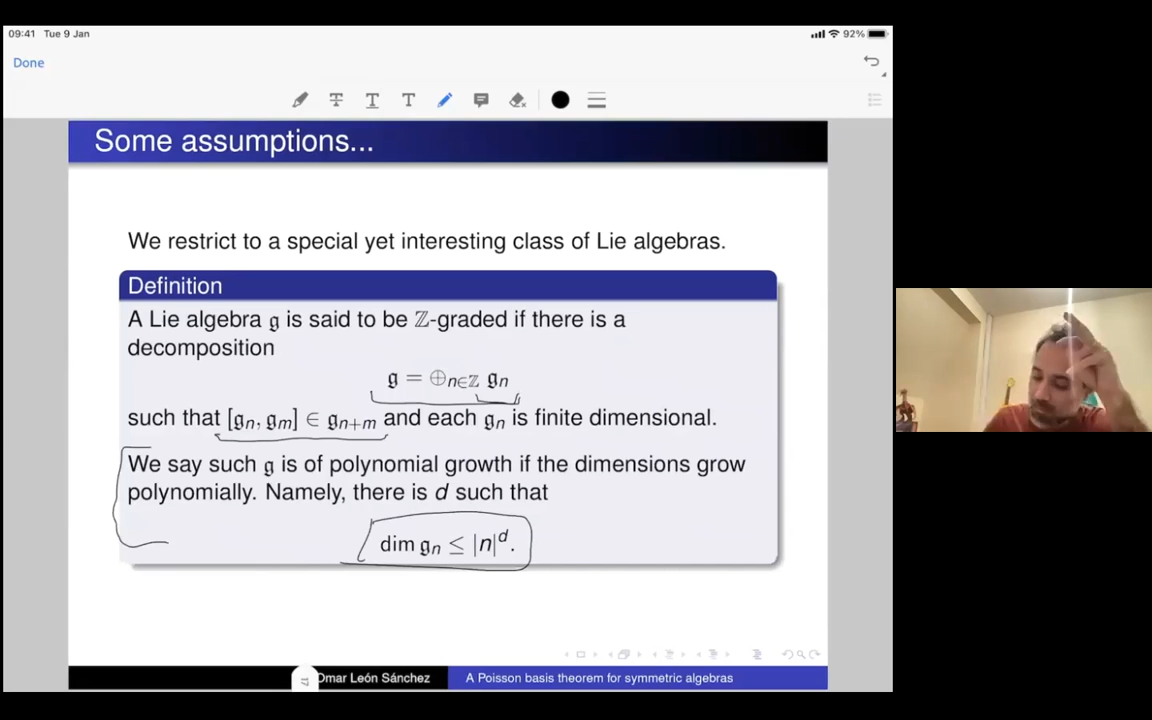 09:41 Tue 9 Jan
92%
Done
T T T
Some assumptions...
We restrict to a special yet interesting class of Lie algebras.
Definition
A Lie algebra 𝔤 is said to be ℤ-graded if there is a
decomposition
𝔤 = ⊕n∈ℤ 𝔤n
such that [𝔤n, 𝔤m] ∈ 𝔤n+m and each 𝔤n is finite dimensional.
We say such 𝔤 is of polynomial growth if the dimensions grow
polynomially. Namely, there is d such that
dim 𝔤n ≤ |n|^d.
17
Omar León Sánchez
A Poisson basis theorem for symmetric algebras